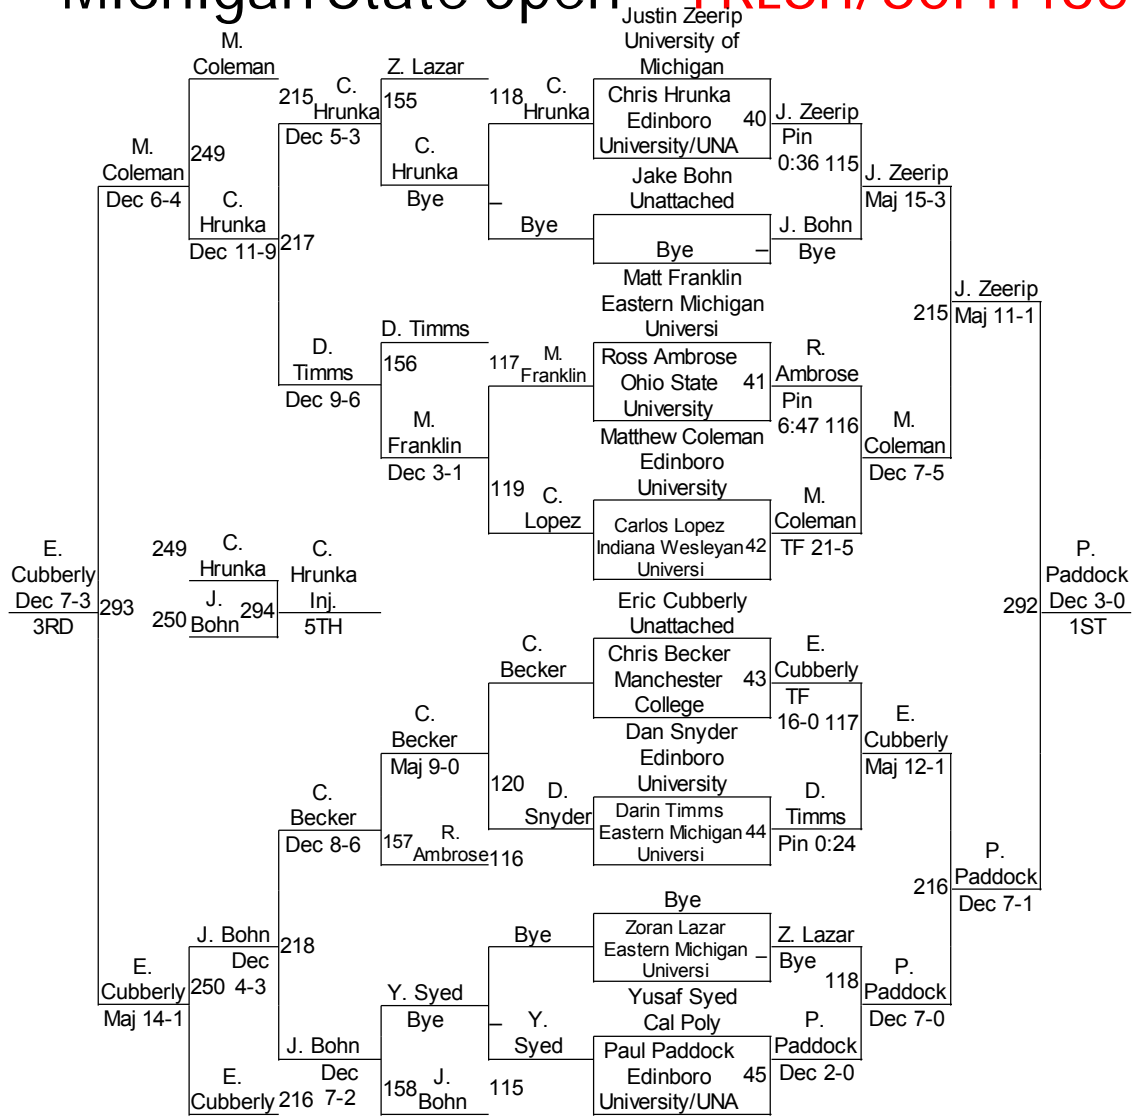 Michigan State Open FRESH/SOPH
Justin Zeerip
University of
Michigan
Chris Hrunka
Edinboro
University/UNA
40
Jake Bohn
Unattached
Bye
–
Matt Franklin
Eastern Michigan
Universi
Ross Ambrose
Ohio State
University
41
Matthew Coleman
Edinboro
University
Carlos Lopez
Indiana Wesleyan
Universi
42
Eric Cubberly
Unattached
Chris Becker
Manchester
College
43
Dan Snyder
Edinboro
University
Darin Timms
Eastern Michigan
Universi
44
Bye
Zoran Lazar
Eastern Michigan
Universi
–
Yusaf Syed
Cal Poly
Paul Paddock
Edinboro
University/UNA
45
J. Zeerip
Pin
0:36 115
J. Bohn
Bye
R.
Ambrose
Pin
6:47 116
M.
Coleman
TF 21-5
E.
Cubberly
TF
16-0 117
D.
Timms
Pin 0:24
Z. Lazar
Bye
118
P.
Paddock
Dec 2-0
J. Zeerip
Maj 15-3
M.
Coleman
Dec 7-5
E.
Cubberly
Maj 12-1
P.
Paddock
Dec 7-0
215
J. Zeerip
Maj 11-1
216
P.
Paddock
Dec 7-1
292
P.
Paddock
Dec 3-0
1ST
118
C.
Hrunka
–
Bye
117
M.
Franklin
119
C.
Lopez
C.
Becker
120
D.
Snyder
116
Bye
–
Y.
Syed
115
Z. Lazar
155
C.
Hrunka
Bye
D. Timms
156
M.
Franklin
Dec 3-1
C.
Becker
Maj 9-0
157
R.
Ambrose
Y. Syed
Bye
158
J.
Bohn
215
C.
Hrunka
Dec 5-3
217
D.
Timms
Dec 9-6
C.
Becker
Dec 8-6
218
J. Bohn
Dec
7-2
216
M.
Coleman
249
C.
Hrunka
Dec 11-9
J. Bohn
Dec
4-3
250
E.
Cubberly
M.
Coleman
Dec 6-4
E.
Cubberly
Maj 14-1
293
E.
Cubberly
Dec 7-3
3RD
249
C.
Hrunka
250
J.
Bohn
294
C.
Hrunka
Inj.
5TH